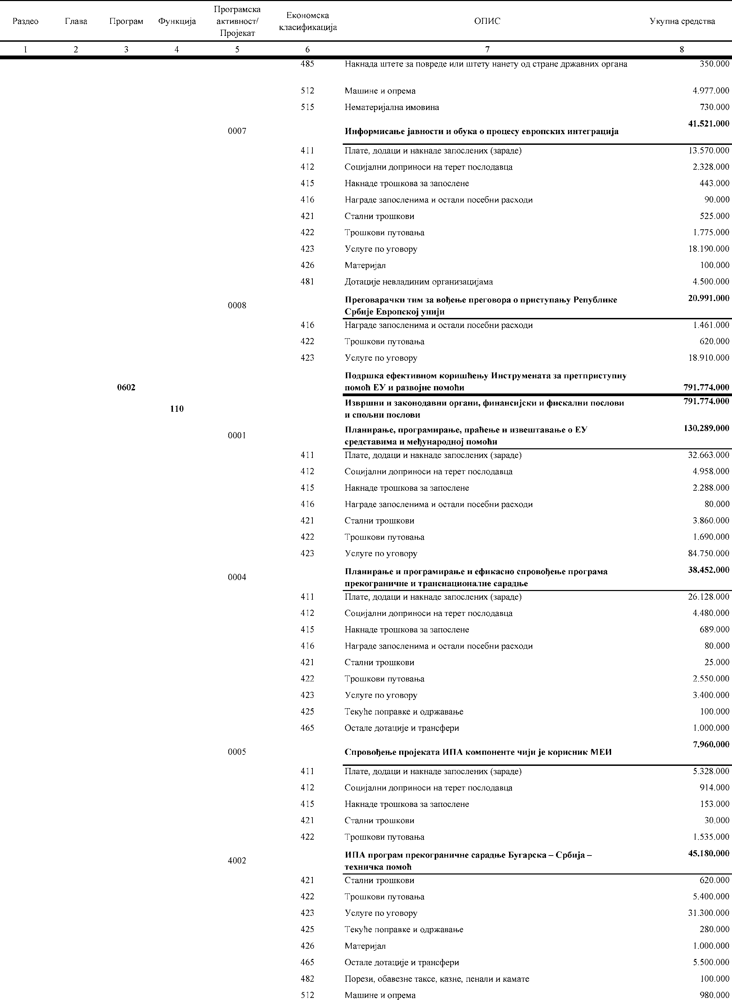 Раздео Глава Програм Функција Програмска активност/ Пројекат Економска класификација ОПИС Укупна средства
1 2 3 4 5 6 7 8
485 Накнада штете за повреде или штету нанету од стране државних органа 350.000
512 Машине и опрема 4.977.000
515 Нематеријална имовина 730.000
0007 Информисање јавности и обука о процесу европских интеграција 41.521.000
411 Плате, додаци и накнаде запослених (зараде) 13.570.000
412 Социјални доприноси на терет послодавца 2.328.000
415 Накнаде трошкова за запослене 443.000
416 Награде запосленима и остали посебни расходи 90.000
421 Стални трошкови 525.000
422 Трошкови путовања 1.775.000
423 Услуге по уговору 18.190.000
426 Материјал 100.000
481 Дотације невладиним организацијама 4.500.000
0008 Преговарачки тим за вођење преговора о приступању Републике 20.991.000
Србије Европској унији
416 Награде запосленима и остали посебни расходи 1.461.000
422 Трошкови путовања 620.000
423 Услуге по уговору 18.910.000
Подршка ефективном коришћењу Инструмената за претприступну
0602 помоћ ЕУ и развојне помоћи 791.774.000
110 Извршни и законодавни органи, финансијски и фискални послови 791.774.000
и спољни послови
0001 Планирање, програмирање, праћење и извештавање о ЕУ 130.289.000
средствима и међународној помоћи
411 Плате, додаци и накнаде запослених (зараде) 32.663.000
412 Социјални доприноси на терет послодавца 4.958.000
415 Накнаде трошкова за запослене 2.288.000
416 Награде запосленима и остали посебни расходи 80.000
421 Стални трошкови 3.860.000
422 Трошкови путовања 1.690.000
423 Услуге по уговору 84.750.000
0004 Планирање и програмирање и ефикасно спровођење програма 38.452.000
прекограничне и транснационалне сарадње
411 Плате, додаци и накнаде запослених (зараде) 26.128.000
412 Социјални доприноси на терет послодавца 4.480.000
415 Накнаде трошкова за запослене 689.000
416 Награде запосленима и остали посебни расходи 80.000
421 Стални трошкови 25.000
422 Трошкови путовања 2.550.000
423 Услуге по уговору 3.400.000
425 Текуће поправке и одржавање 100.000
465 Остале дотације и трансфери 1.000.000
0005 Спровођење пројеката ИПА компоненте чији је корисник МЕИ 7.960.000
411 Плате, додаци и накнаде запослених (зараде) 5.328.000
412 Социјални доприноси на терет послодавца 914.000
415 Накнаде трошкова за запослене 153.000
421 Стални трошкови 30.000
422 Трошкови путовања 1.535.000
4002 ИПА програм прекограничне сарадње Бугарска – Србија – 45.180.000
техничка помоћ
421 Стални трошкови 620.000
422 Трошкови путовања 5.400.000
423 Услуге по уговору 31.300.000
425 Текуће поправке и одржавање 280.000
426 Материјал 1.000.000
465 Остале дотације и трансфери 5.500.000
482 Порези, обавезне таксе, казне, пенали и камате 100.000
512 Машине и опрема 980.000